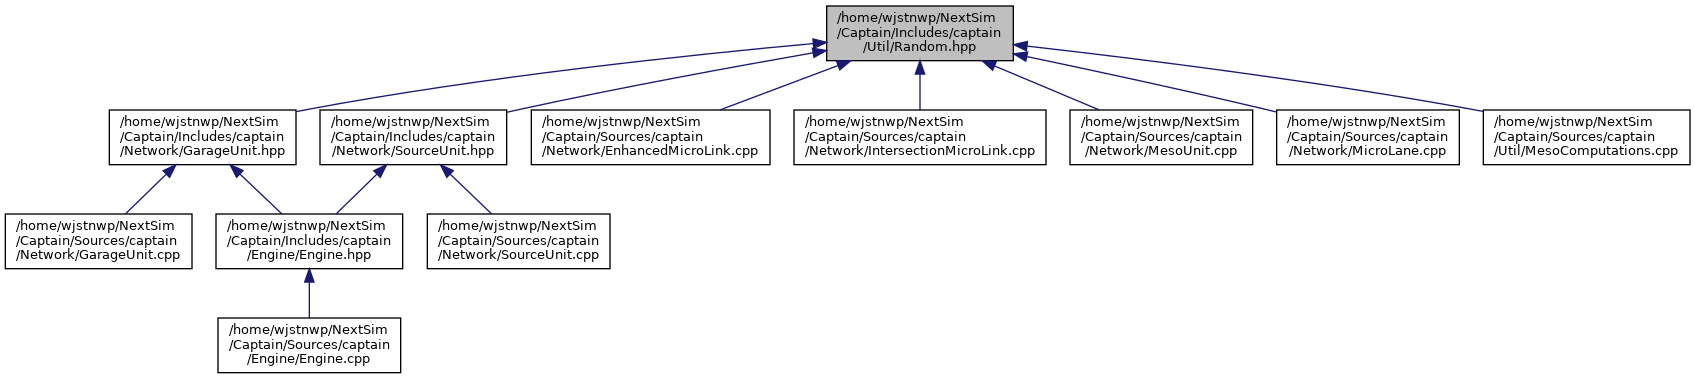 /home/wjstnwp/NextSim
/Captain/Includes/captain
/Util/Random.hpp
/home/wjstnwp/NextSim
/Captain/Includes/captain
/Network/GarageUnit.hpp
/home/wjstnwp/NextSim
/Captain/Includes/captain
/Network/SourceUnit.hpp
/home/wjstnwp/NextSim
/Captain/Sources/captain
/Network/EnhancedMicroLink.cpp
/home/wjstnwp/NextSim
/Captain/Sources/captain
/Network/IntersectionMicroLink.cpp
/home/wjstnwp/NextSim
/Captain/Sources/captain
/Network/MesoUnit.cpp
/home/wjstnwp/NextSim
/Captain/Sources/captain
/Network/MicroLane.cpp
/home/wjstnwp/NextSim
/Captain/Sources/captain
/Util/MesoComputations.cpp
/home/wjstnwp/NextSim
/Captain/Sources/captain
/Network/GarageUnit.cpp
/home/wjstnwp/NextSim
/Captain/Includes/captain
/Engine/Engine.hpp
/home/wjstnwp/NextSim
/Captain/Sources/captain
/Network/SourceUnit.cpp
/home/wjstnwp/NextSim
/Captain/Sources/captain
/Engine/Engine.cpp